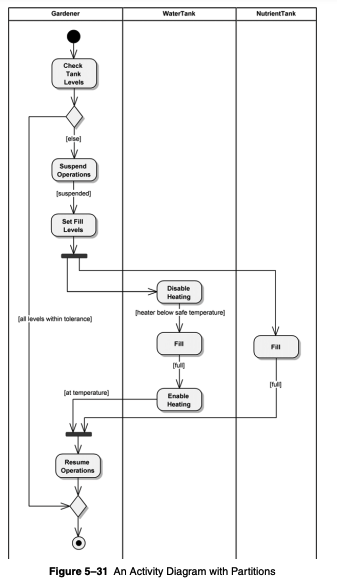 Gardener
WaterTank
NutrientTank
Check
Tank
Levels
[else]
Suspend
Operations
[suspended]
Set Fill
Levels
Disable
Heating
[heater below safe temperature]
[all levels within tolerance]
Fill
Fill
[full]
[full]
[at temperature]
Enable
Heating
Resume
Operations
Figure 5–31 An Activity Diagram with Partitions